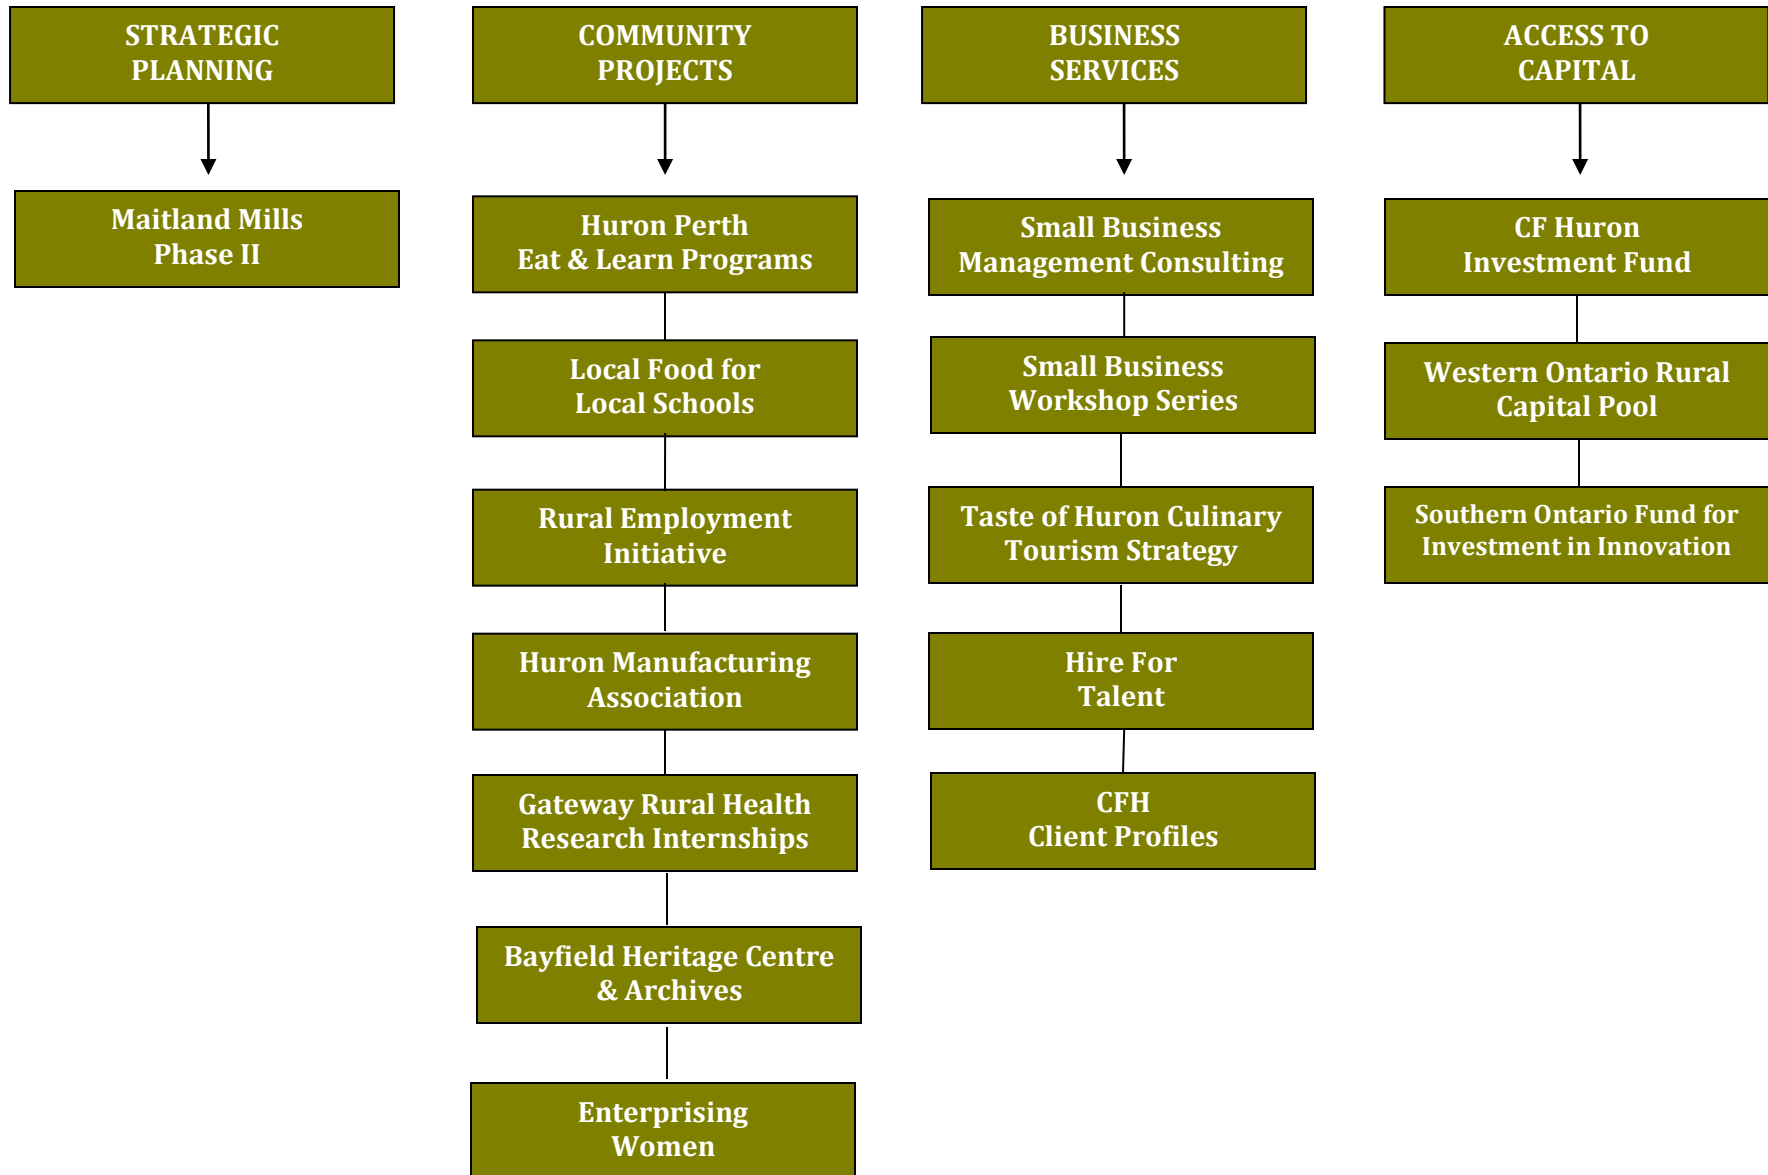 STRATEGIC
PLANNING
Maitland Mills
Phase II
COMMUNITY
PROJECTS
Huron Perth
Eat & Learn Programs
Local Food for
Local Schools
Rural Employment
Initiative
Huron Manufacturing
Association
Gateway Rural Health
Research Internships
Bayfield Heritage Centre
& Archives
Enterprising
Women
BUSINESS
SERVICES
Small Business
Management Consulting
Small Business
Workshop Series
Taste of Huron Culinary
Tourism Strategy
Hire For
Talent
CFH
Client Profiles
ACCESS TO
CAPITAL
CF Huron
Investment Fund
Western Ontario Rural
Capital Pool
Southern Ontario Fund for
Investment in Innovation